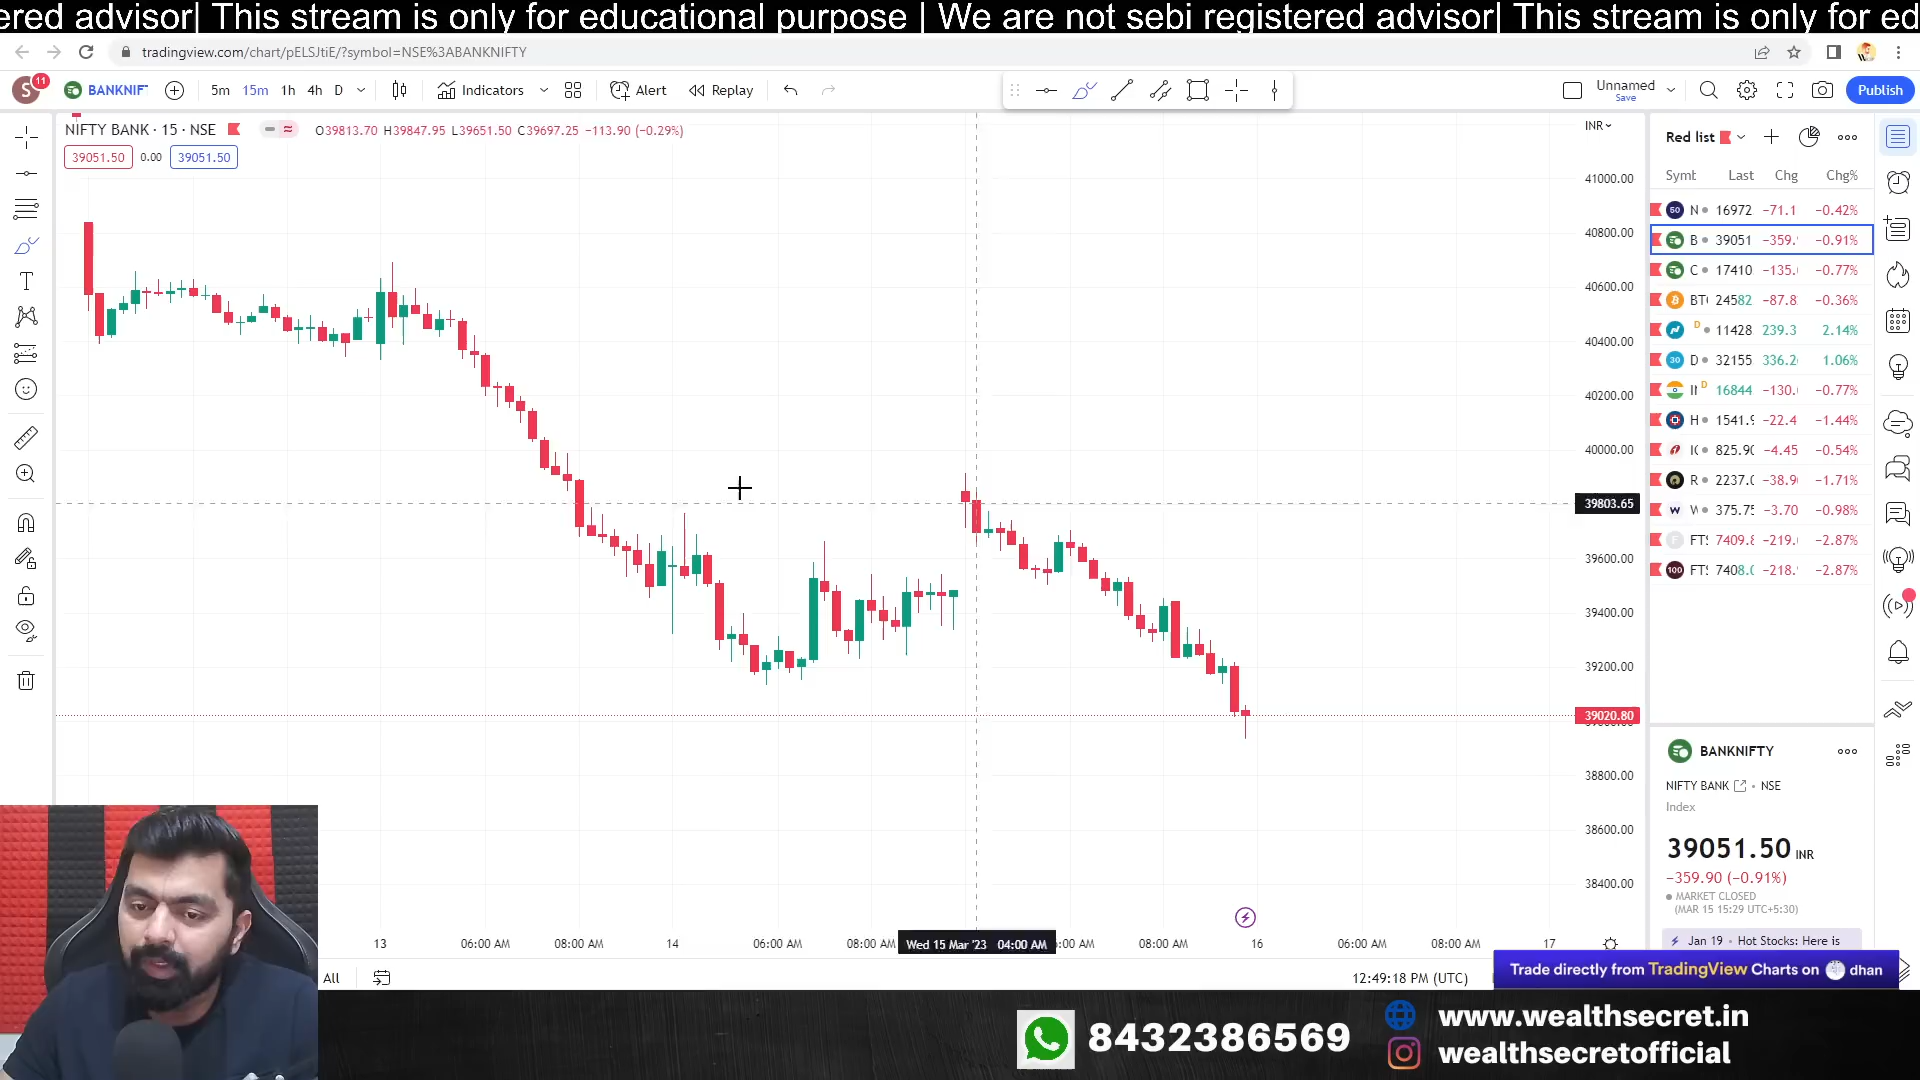 ered advisor| This stream is only for educational purpose | We are not sebi registered advisor| This stream is only for ed
tradingview.com/chart/pELSJtiE/?symbol=NSE%3ABANKNIFTY
S 11 BANKNIF 5m 15m 1h 4h D Indicators Alert Replay Unnamed Save Publish
NIFTY BANK · 15 · NSE O39813.70 H39847.95 L39651.50 C39697.25 −113.90 (−0.29%)
39051.50 0.00 39051.50
INR
41000.00
40800.00
40600.00
40400.00
40200.00
40000.00
39803.65
39600.00
39400.00
39200.00
39020.80
38800.00
38600.00
38400.00
13 06:00 AM 08:00 AM 14 06:00 AM 08:00 AM Wed 15 Mar '23 04:00 AM :00 AM 08:00 AM 16 06:00 AM 08:00 AM 17
All 12:49:18 PM (UTC)
Red list
Symt Last Chg Chg%
50 N 16972 −71.1 −0.42%
B 39051 −359. −0.91%
C 17410 −135. −0.77%
BT 24582 −87.8 −0.36%
D 11428 239.3 2.14%
30 D 32155 336.2 1.06%
D 16844 −130. −0.77%
H 1541.9 −22.4 −1.44%
825.90 −4.45 −0.54%
R 2237.0 −38.9 −1.71%
W 375.75 −3.70 −0.98%
F FT 7409.8 −219. −2.87%
100 FT 7408.0 −218. −2.87%
BANKNIFTY
NIFTY BANK • NSE
Index
39051.50 INR
−359.90 (−0.91%)
MARKET CLOSED
(MAR 15 15:29 UTC+5:30)
Jan 19 • Hot Stocks: Here is
Trade directly from TradingView Charts on dhan
8432386569
www.wealthsecret.in
wealthsecretofficial